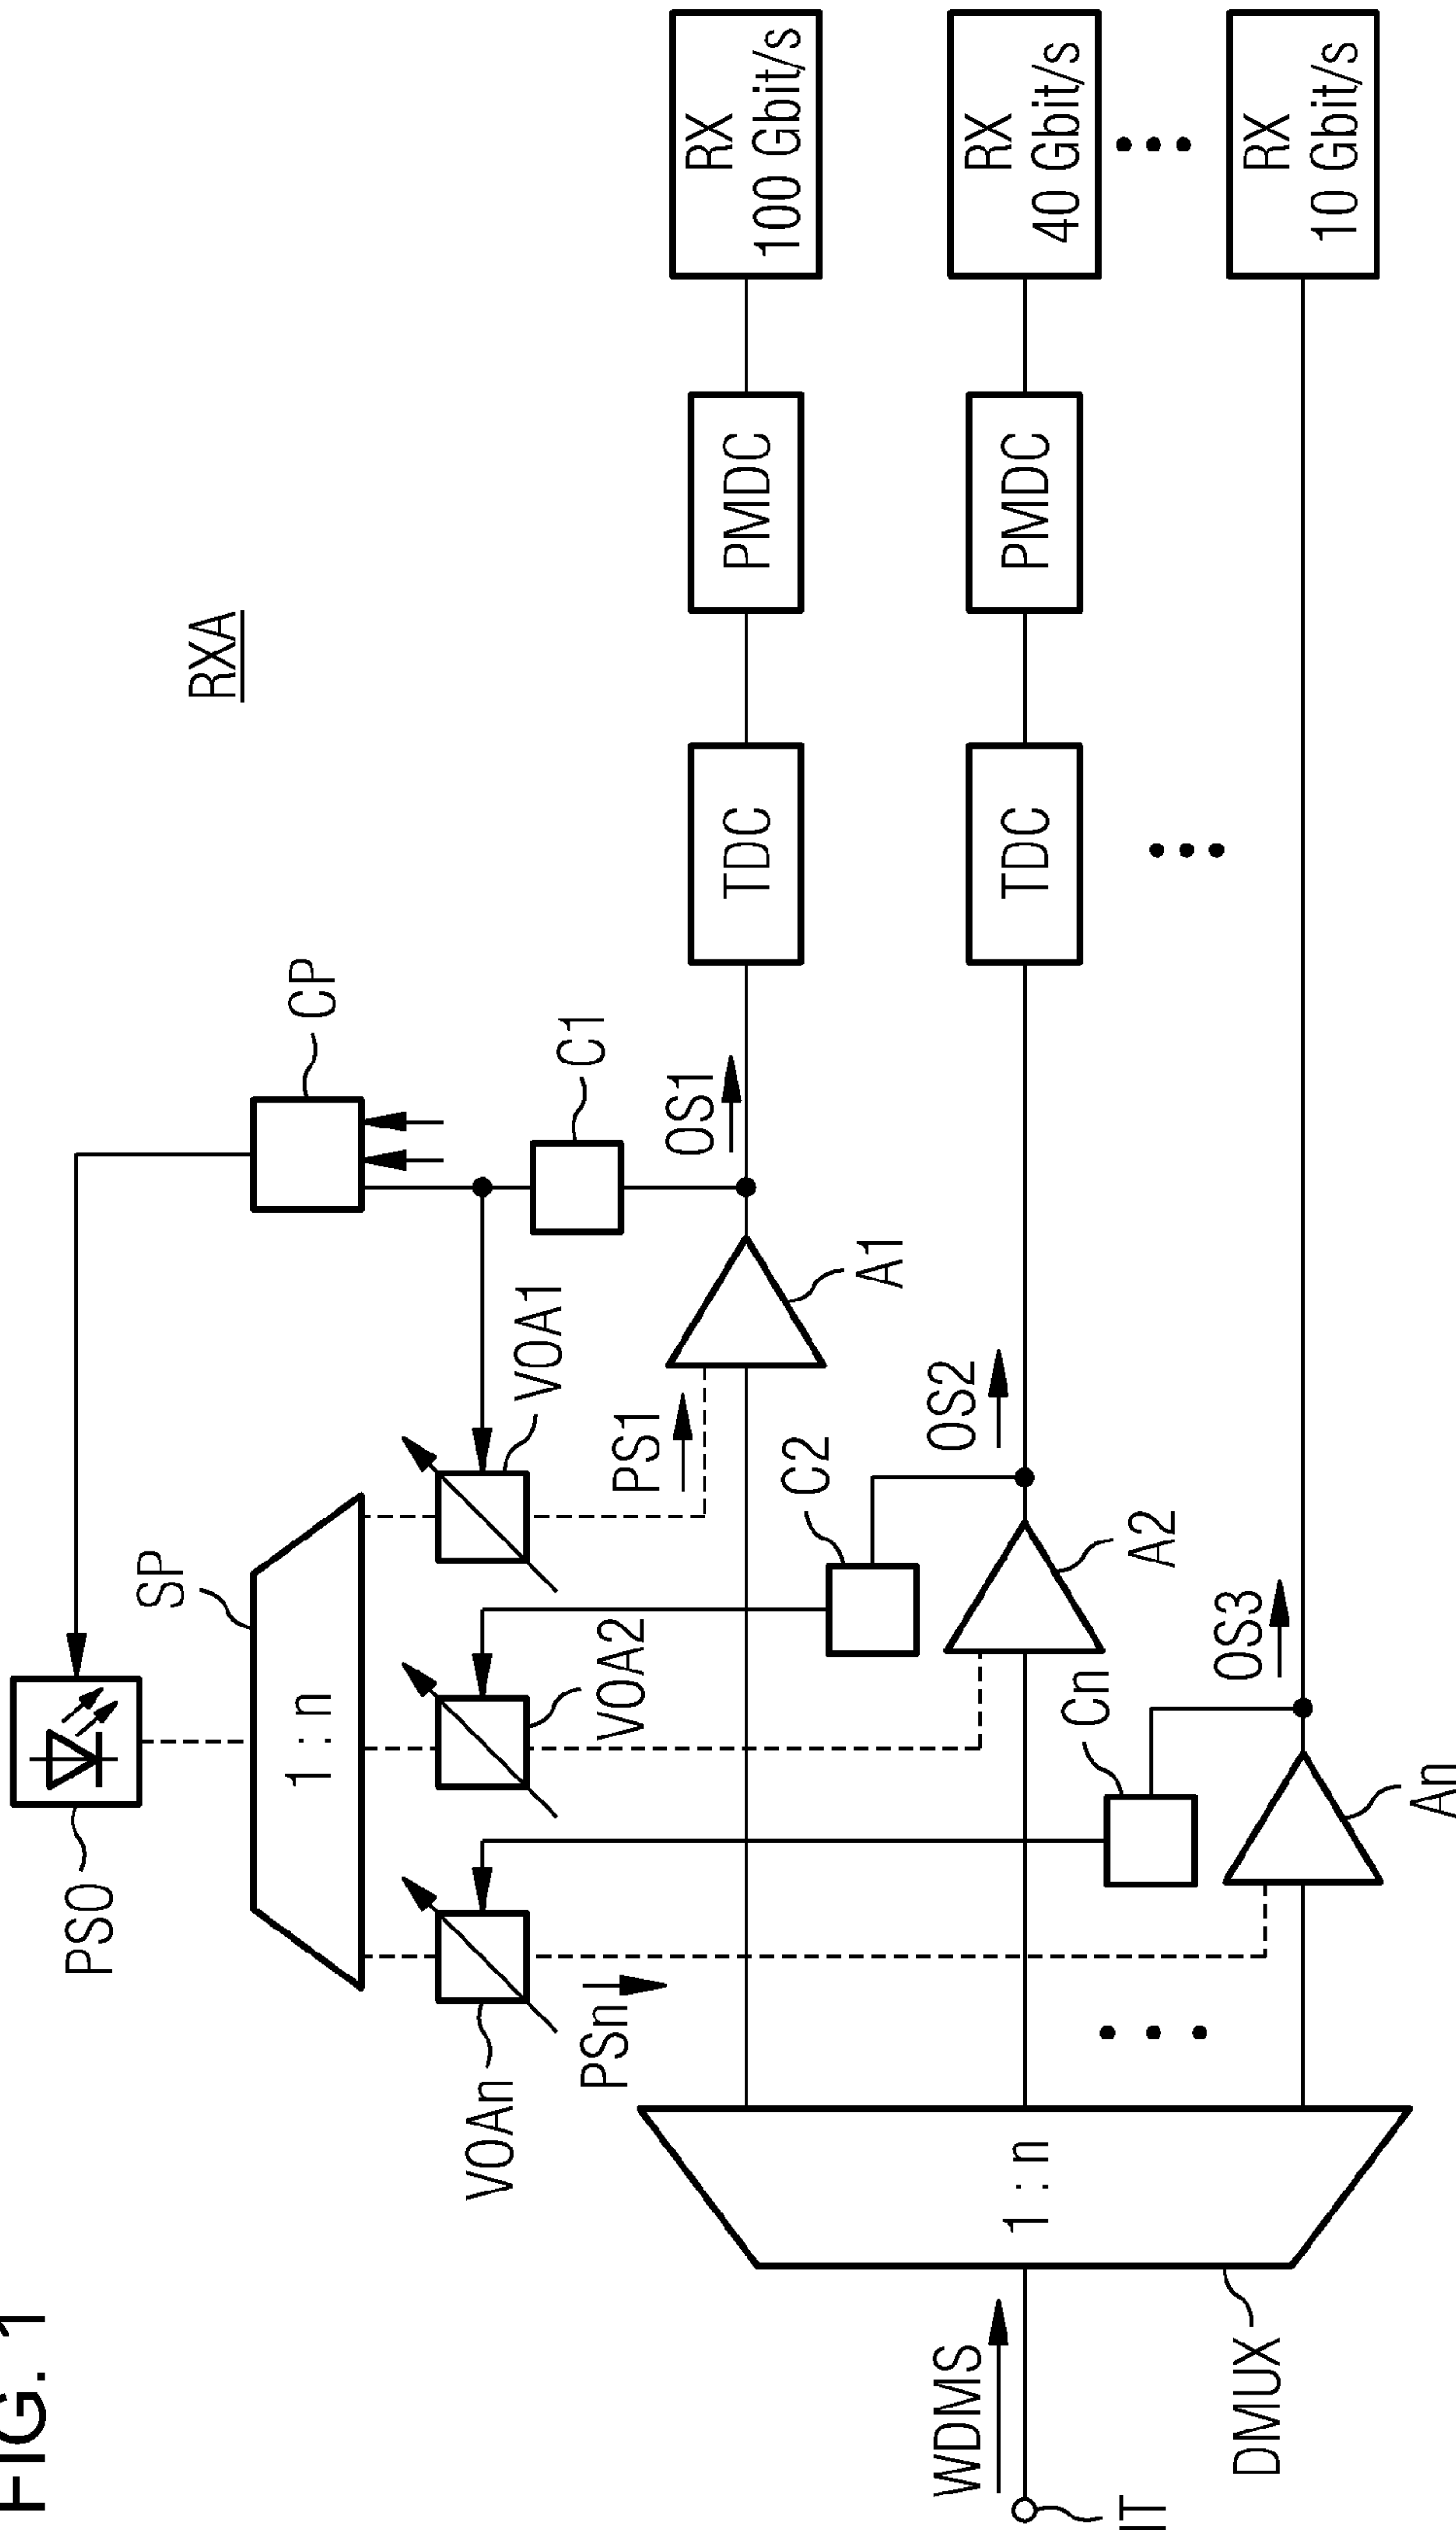 FIG. 1
RXA
PSO
SP
1 : n
CP
C1
VOA1
VOA2
VOAn
PS1
PSn
OS1
A1
C2
OS2
A2
Cn
OS3
An
TDC
PMDC
RX
100 Gbit/s
TDC
PMDC
RX
40 Gbit/s
RX
10 Gbit/s
1 : n
WDMS
DMUX
IT